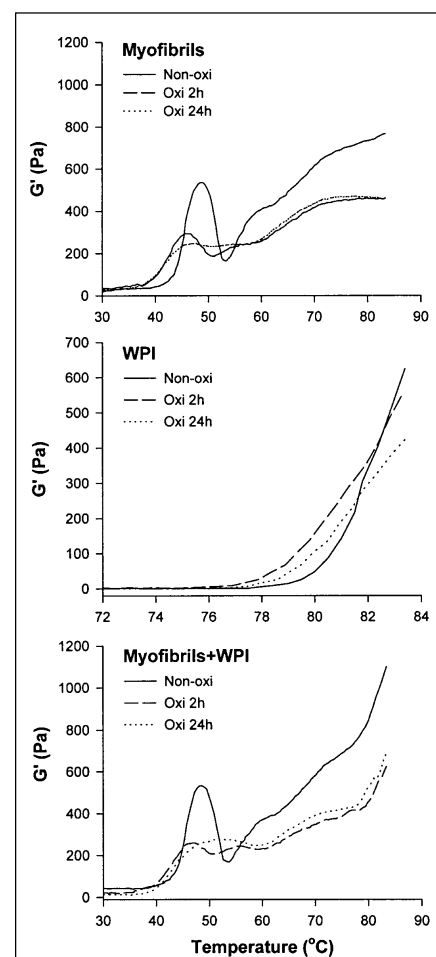 Myofibrils
Non-oxi
Oxi 2h
Oxi 24h
G' (Pa)
1200
1000
800
600
400
200
0
30 40 50 60 70 80 90
WPI
Non-oxi
Oxi 2h
Oxi 24h
G' (Pa)
700
600
500
400
300
200
100
0
72 74 76 78 80 82 84
Myofibrils+WPI
Non-oxi
Oxi 2h
Oxi 24h
G' (Pa)
1200
1000
800
600
400
200
0
30 40 50 60 70 80 90
Temperature (°C)